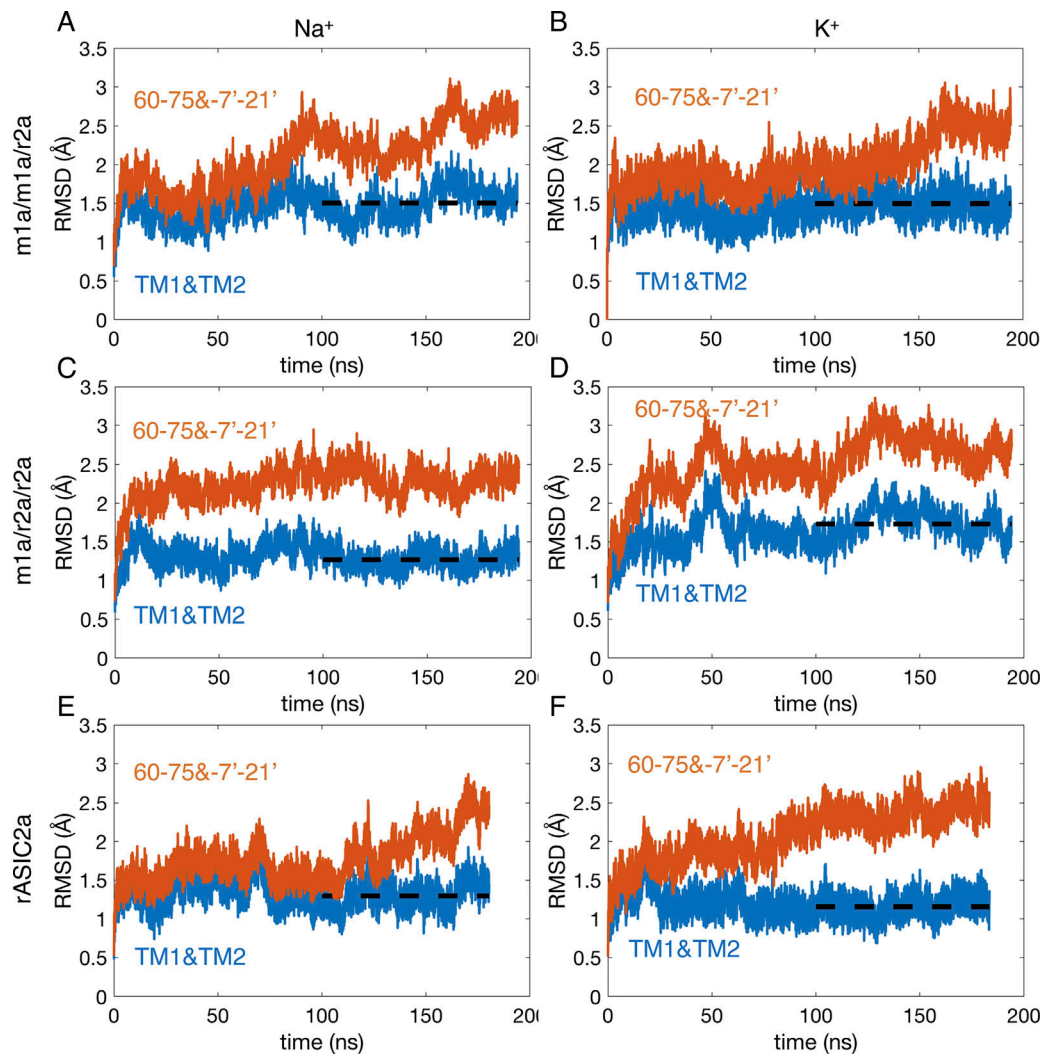 A
Na⁺
B
K⁺
m1a/m1a/r2a
RMSD (Å)
3.5
3
2.5
2
1.5
1
0.5
0
60-75&-7’-21’
TM1&TM2
0
50
100
150
200
time (ns)
RMSD (Å)
3.5
3
2.5
2
1.5
1
0.5
0
60-75&-7’-21’
TM1&TM2
0
50
100
150
200
time (ns)
C
D
m1a/r2a/r2a
RMSD (Å)
3.5
3
2.5
2
1.5
1
0.5
0
60-75&-7’-21’
TM1&TM2
0
50
100
150
200
time (ns)
RMSD (Å)
3.5
3
2.5
2
1.5
1
0.5
0
60-75&-7’-21’
TM1&TM2
0
50
100
150
200
time (ns)
E
F
rASIC2a
RMSD (Å)
3.5
3
2.5
2
1.5
1
0.5
0
60-75&-7’-21’
TM1&TM2
0
50
100
150
200
time (ns)
RMSD (Å)
3.5
3
2.5
2
1.5
1
0.5
0
60-75&-7’-21’
TM1&TM2
0
50
100
150
200
time (ns)